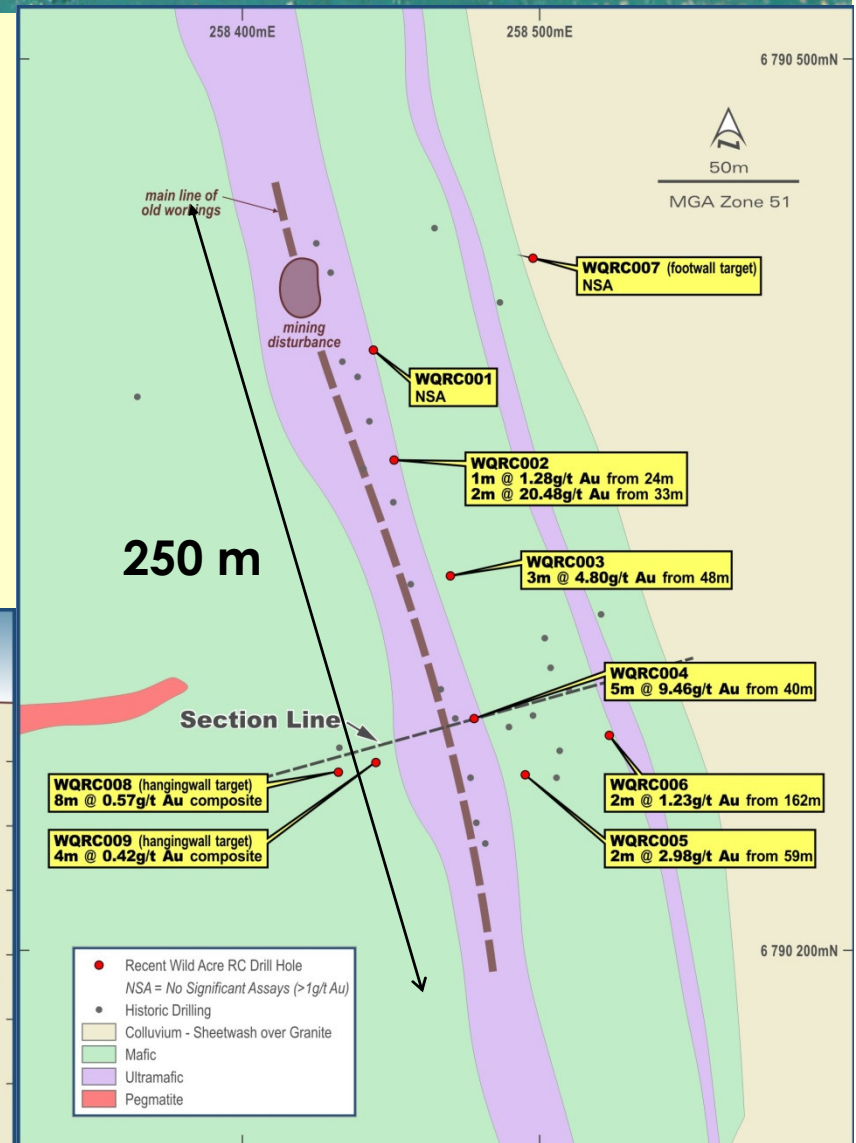 258 400mE
258 500mE
6 790 500mN
N
50m
MGA Zone 51
main line of
old workings
WQRC007 (footwall target)
NSA
mining
disturbance
WQRC001
NSA
WQRC002
1m @ 1.28g/t Au from 24m
2m @ 20.48g/t Au from 33m
250 m
WQRC003
3m @ 4.80g/t Au from 48m
WQRC004
5m @ 9.46g/t Au from 40m
Section Line
WQRC008 (hangingwall target)
8m @ 0.57g/t Au composite
WQRC006
2m @ 1.23g/t Au from 162m
WQRC009 (hangingwall target)
4m @ 0.42g/t Au composite
WQRC005
2m @ 2.98g/t Au from 59m
6 790 200mN
Recent Wild Acre RC Drill Hole
NSA = No Significant Assays (>1g/t Au)
Historic Drilling
Colluvium - Sheetwash over Granite
Mafic
Ultramafic
Pegmatite